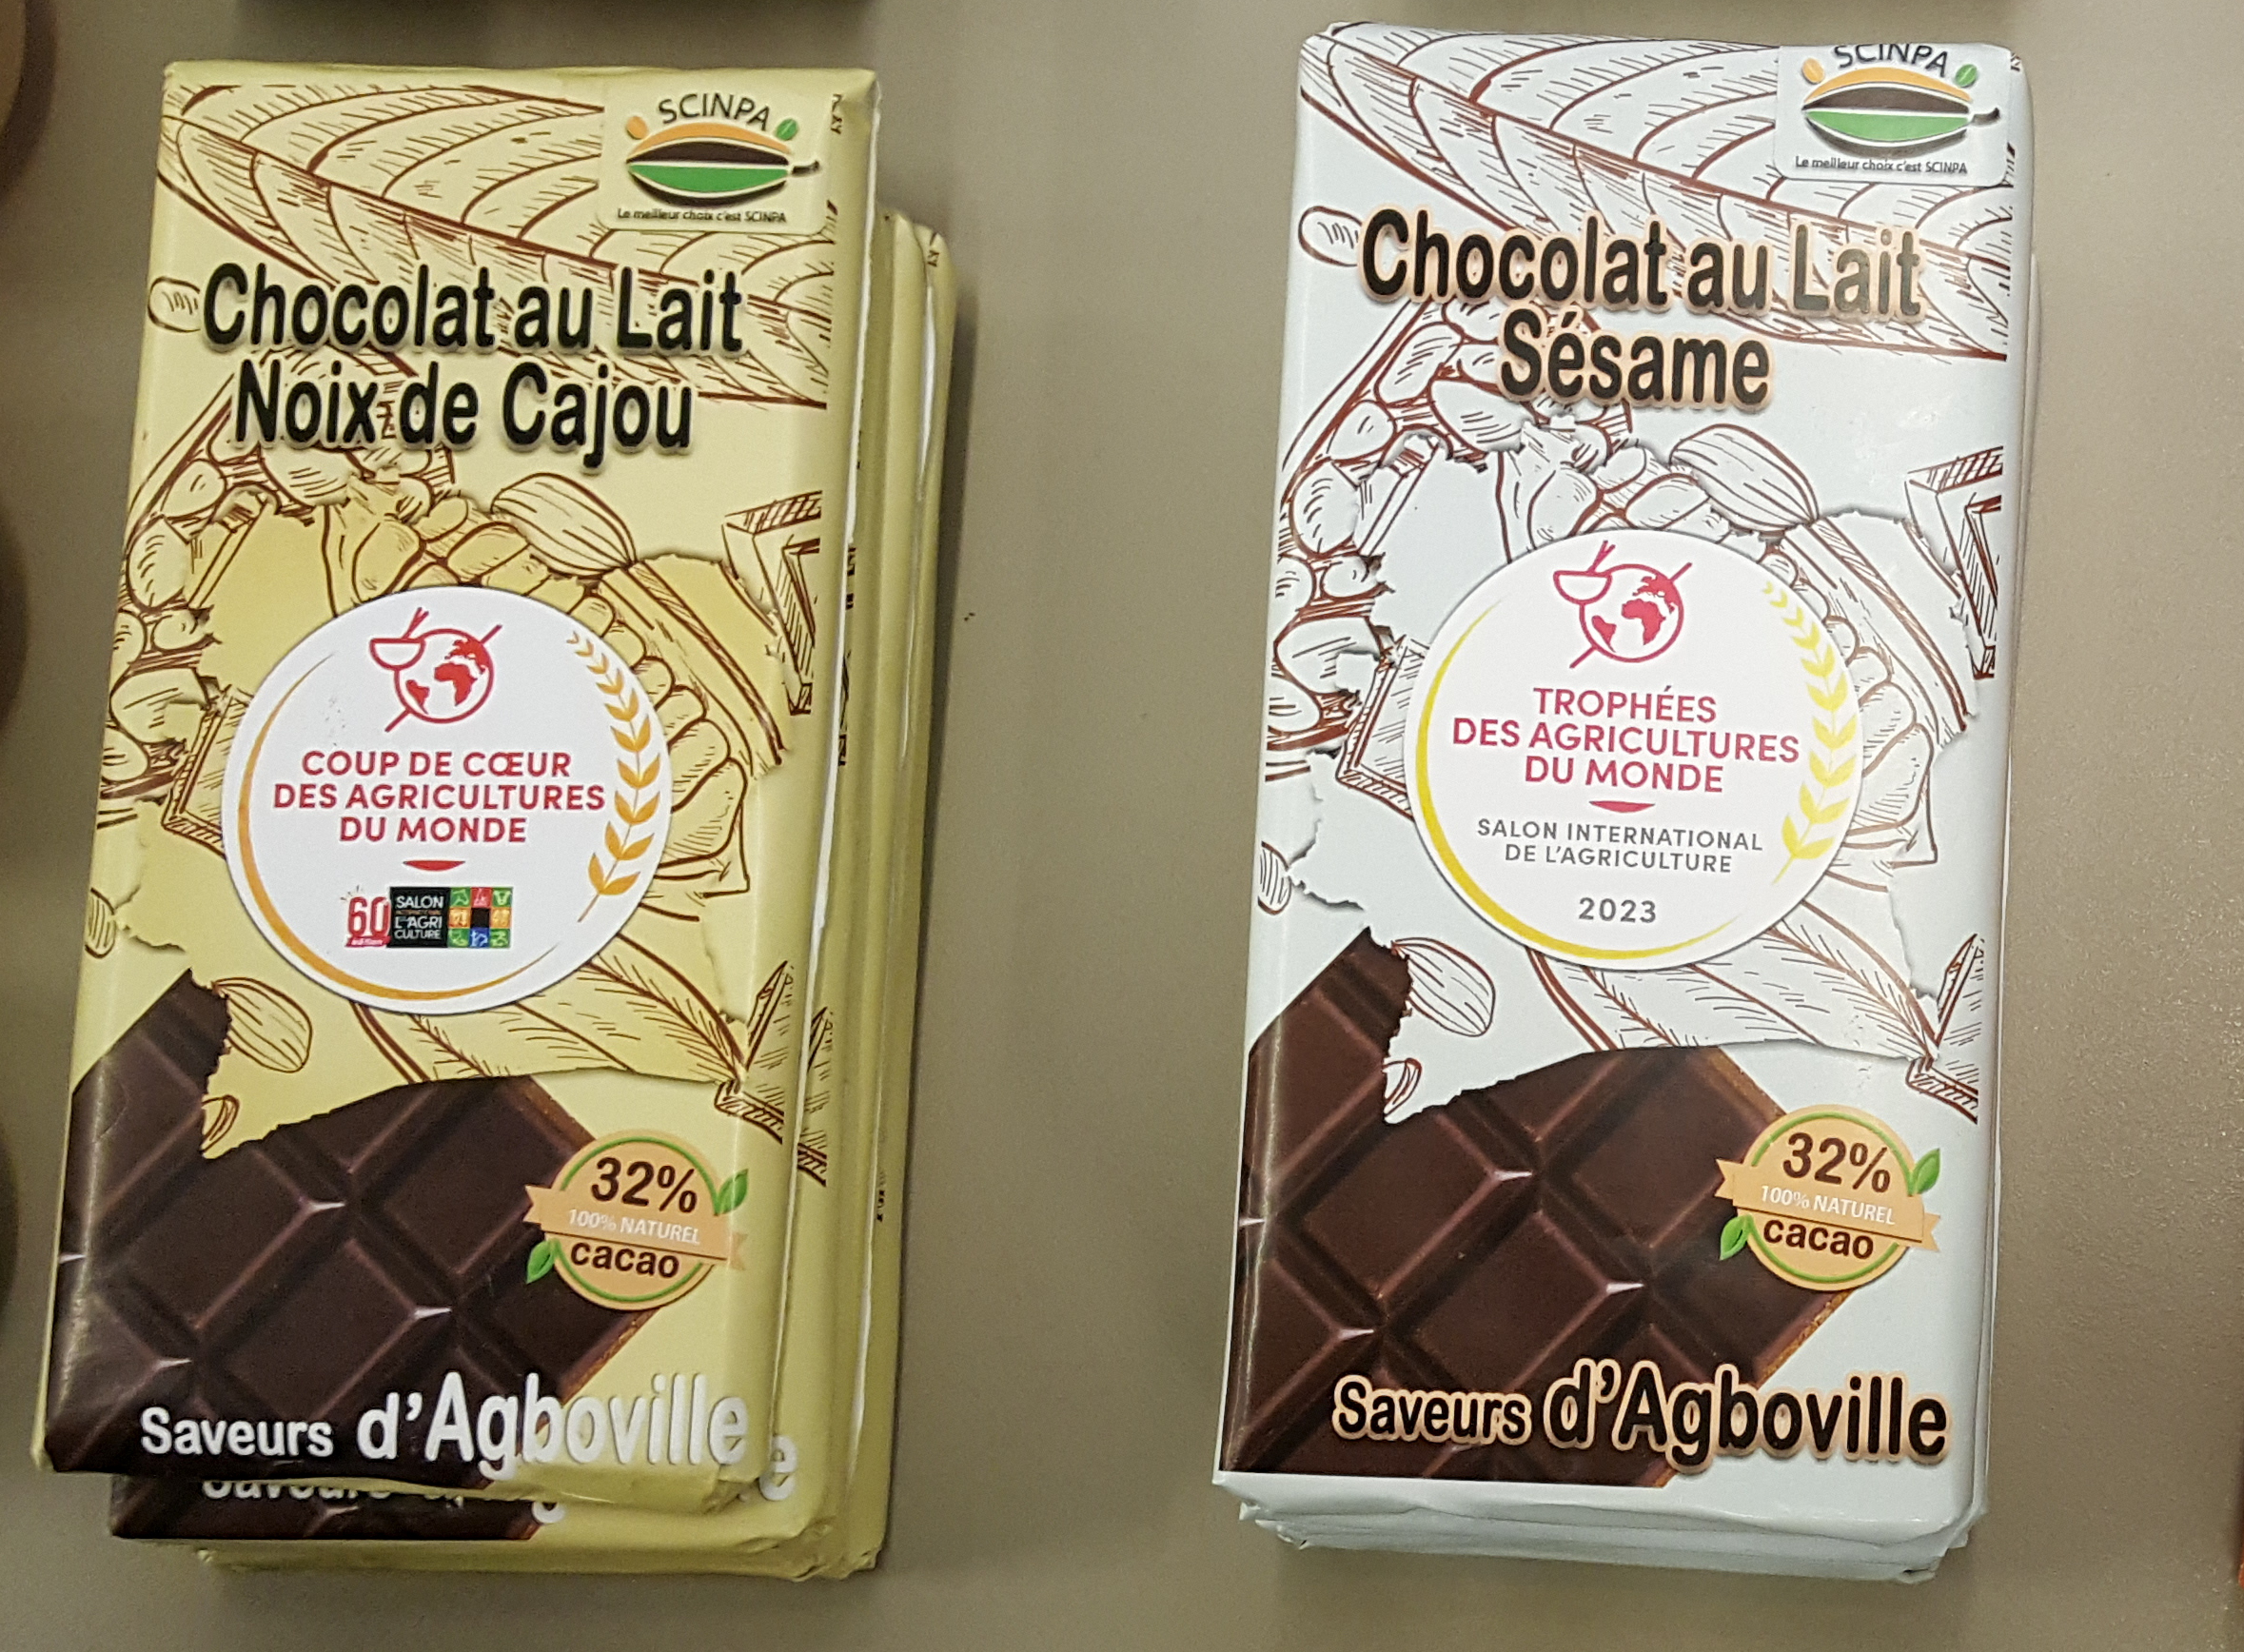 SCINPA
Le meilleur choix c'est SCINPA
Chocolat au Lait
Noix de Cajou
COUP DE CŒUR
DES AGRICULTURES
DU MONDE
60
SALON
L'AGRI
CULTURE
32%
100% NATUREL
cacao
Saveurs d'Agboville
SCINPA
Le meilleur choix c'est SCINPA
Chocolat au Lait
Sésame
TROPHÉES
DES AGRICULTURES
DU MONDE
SALON INTERNATIONAL
DE L'AGRICULTURE
2023
32%
100% NATUREL
cacao
Saveurs d'Agboville